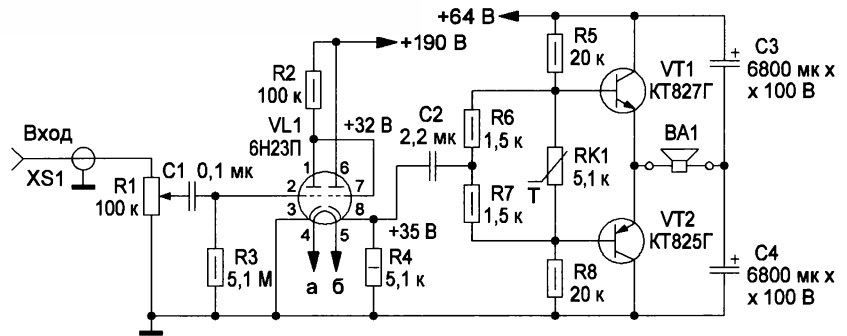 +64 В
+190 В
R2
100 к
VL1
6Н23П
+32 В
R5
20 к
VT1
КТ827Г
C3
6800 мк x
x 100 В
Вход
XS1
R1
100 к
C1
0,1 мк
C2
2,2 мк
R6
1,5 к
R7
1,5 к
RK1
5,1 к
T
BA1
1
6
2
7
3
8
4
5
+35 В
R3
5,1 М
а
б
R4
5,1 к
VT2
КТ825Г
R8
20 к
C4
6800 мк x
x 100 В
+
+